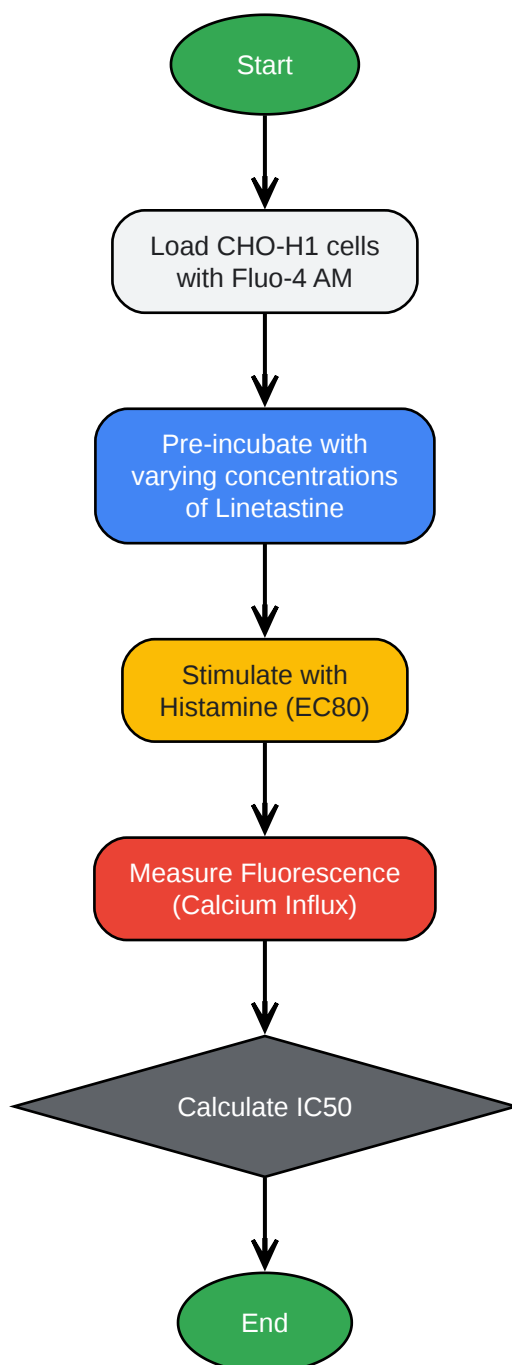 Start
Load CHO-H1 cells
with Fluo-4 AM
Pre-incubate with
varying concentrations
of Linetastine
Stimulate with
Histamine (EC80)
Measure Fluorescence
(Calcium Influx)
Calculate IC50
End